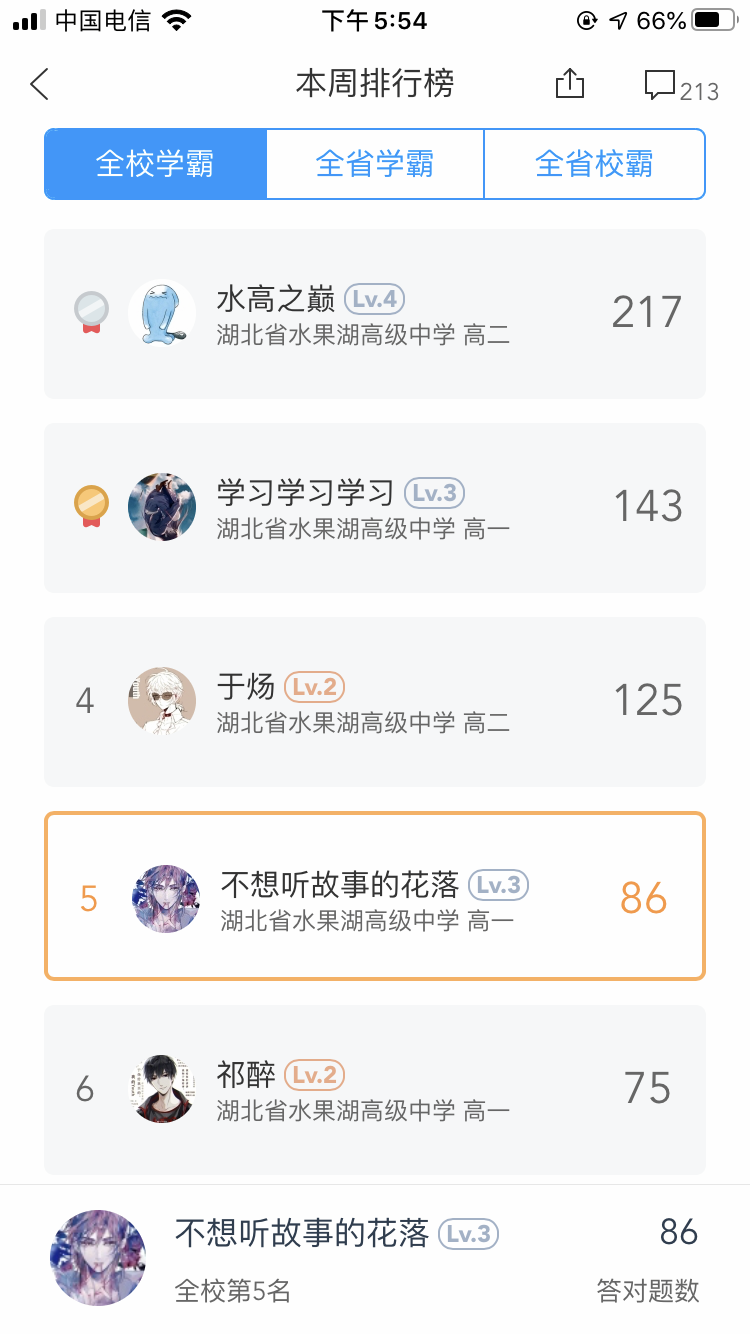 中国电信 下午5:54 66%
本周排行榜 213
全校学霸 全省学霸 全省校霸
水高之巅 Lv.4
湖北省水果湖高级中学 高二
217
学习学习学习 Lv.3
湖北省水果湖高级中学 高一
143
4
于炀 Lv.2
湖北省水果湖高级中学 高二
125
5
不想听故事的花落 Lv.3
湖北省水果湖高级中学 高一
86
6
祁醉 Lv.2
湖北省水果湖高级中学 高一
75
不想听故事的花落 Lv.3 86
全校第5名 答对题数